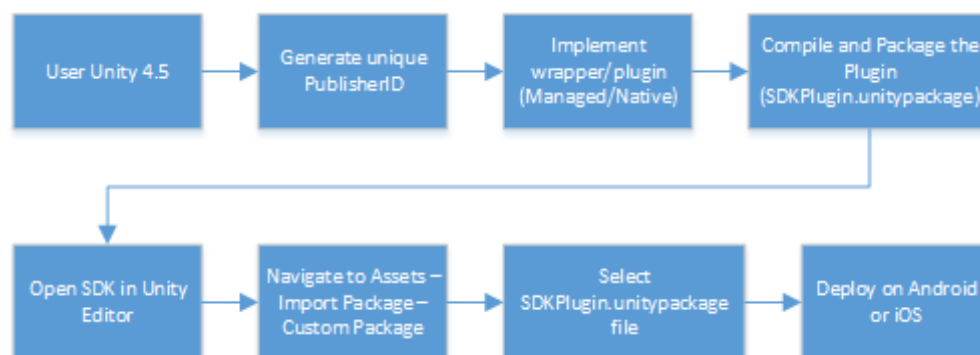 User Unity 4.5
Generate unique
PublisherID
Implement
wrapper/plugin
(Managed/Native)
Compile and Package the
Plugin
(SDKPlugin.unitypackage)
Open SDK in Unity
Editor
Navigate to Assets –
Import Package –
Custom Package
Select
SDKPlugin.unitypackage
file
Deploy on Android
or iOS